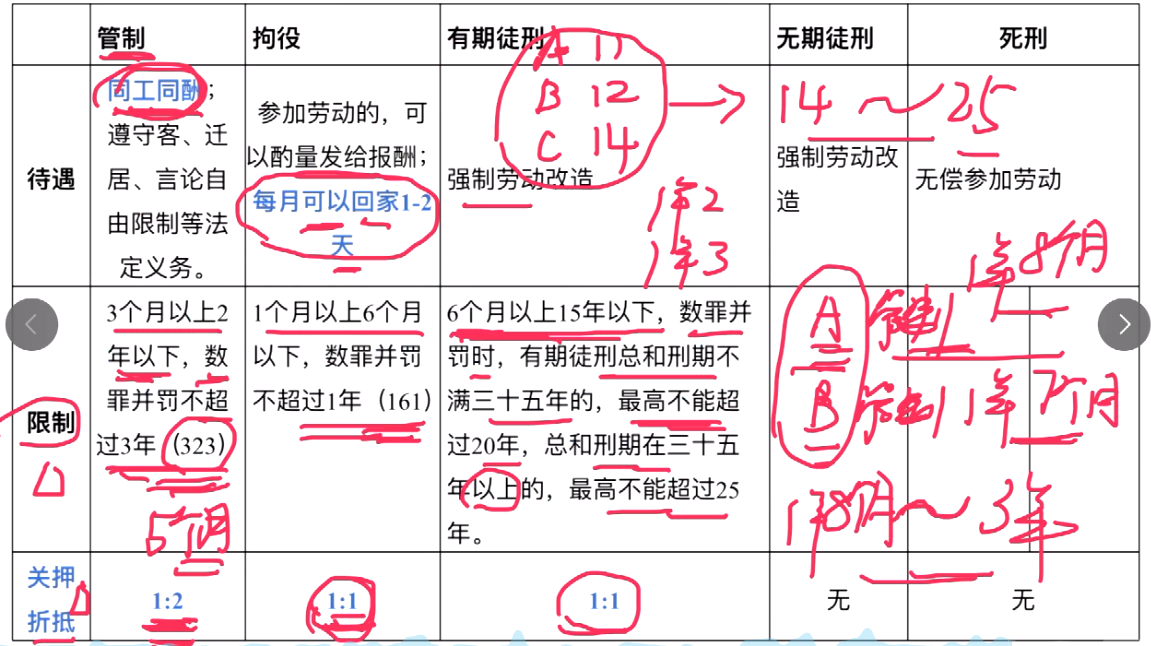 管制
拘役
有期徒刑
无期徒刑
死刑
A 17
B 12
C 14
14 ～ 25
1年2
1年3
待遇
同工同酬；
遵守客、迁
居、言论自
由限制等法
定义务。
参加劳动的，可
以酌量发给报酬；
每月可以回家1-2
天
强制劳动改造
强制劳动改
造
无偿参加劳动
1年8个月
限制
3个月以上2
年以下，数
罪并罚不超
过3年（323）
5个月
1个月以上6个月
以下，数罪并罚
不超过1年（161）
6个月以上15年以下，数罪并
罚时，有期徒刑总和刑期不
满三十五年的，最高不能超
过20年，总和刑期在三十五
年以上的，最高不能超过25
年。
A 管制
B 管制 1年7个月
1年8月～3年
关押
折抵
1:2
1:1
1:1
无
无